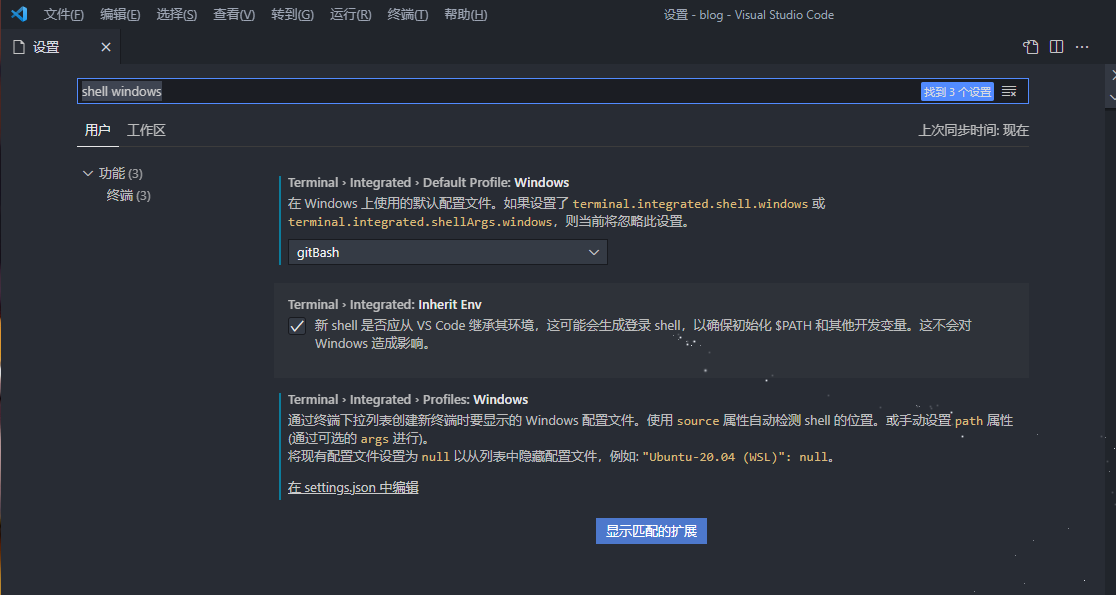 文件(F) 编辑(E) 选择(S) 查看(V) 转到(G) 运行(R) 终端(T) 帮助(H) 设置 - blog - Visual Studio Code
设置
shell windows 找到 3 个设置
用户 工作区 上次同步时间: 现在
功能 (3)
终端 (3)
Terminal › Integrated › Default Profile: Windows
在 Windows 上使用的默认配置文件。如果设置了 terminal.integrated.shell.windows 或
terminal.integrated.shellArgs.windows，则当前将忽略此设置。
gitBash
Terminal › Integrated: Inherit Env
新 shell 是否应从 VS Code 继承其环境，这可能会生成登录 shell，以确保初始化 $PATH 和其他开发变量。这不会对
Windows 造成影响。
Terminal › Integrated › Profiles: Windows
通过终端下拉列表创建新终端时要显示的 Windows 配置文件。使用 source 属性自动检测 shell 的位置。或手动设置 path 属性
(通过可选的 args 进行)。
将现有配置文件设置为 null 以从列表中隐藏配置文件，例如: "Ubuntu-20.04 (WSL)": null。
在 settings.json 中编辑
显示匹配的扩展